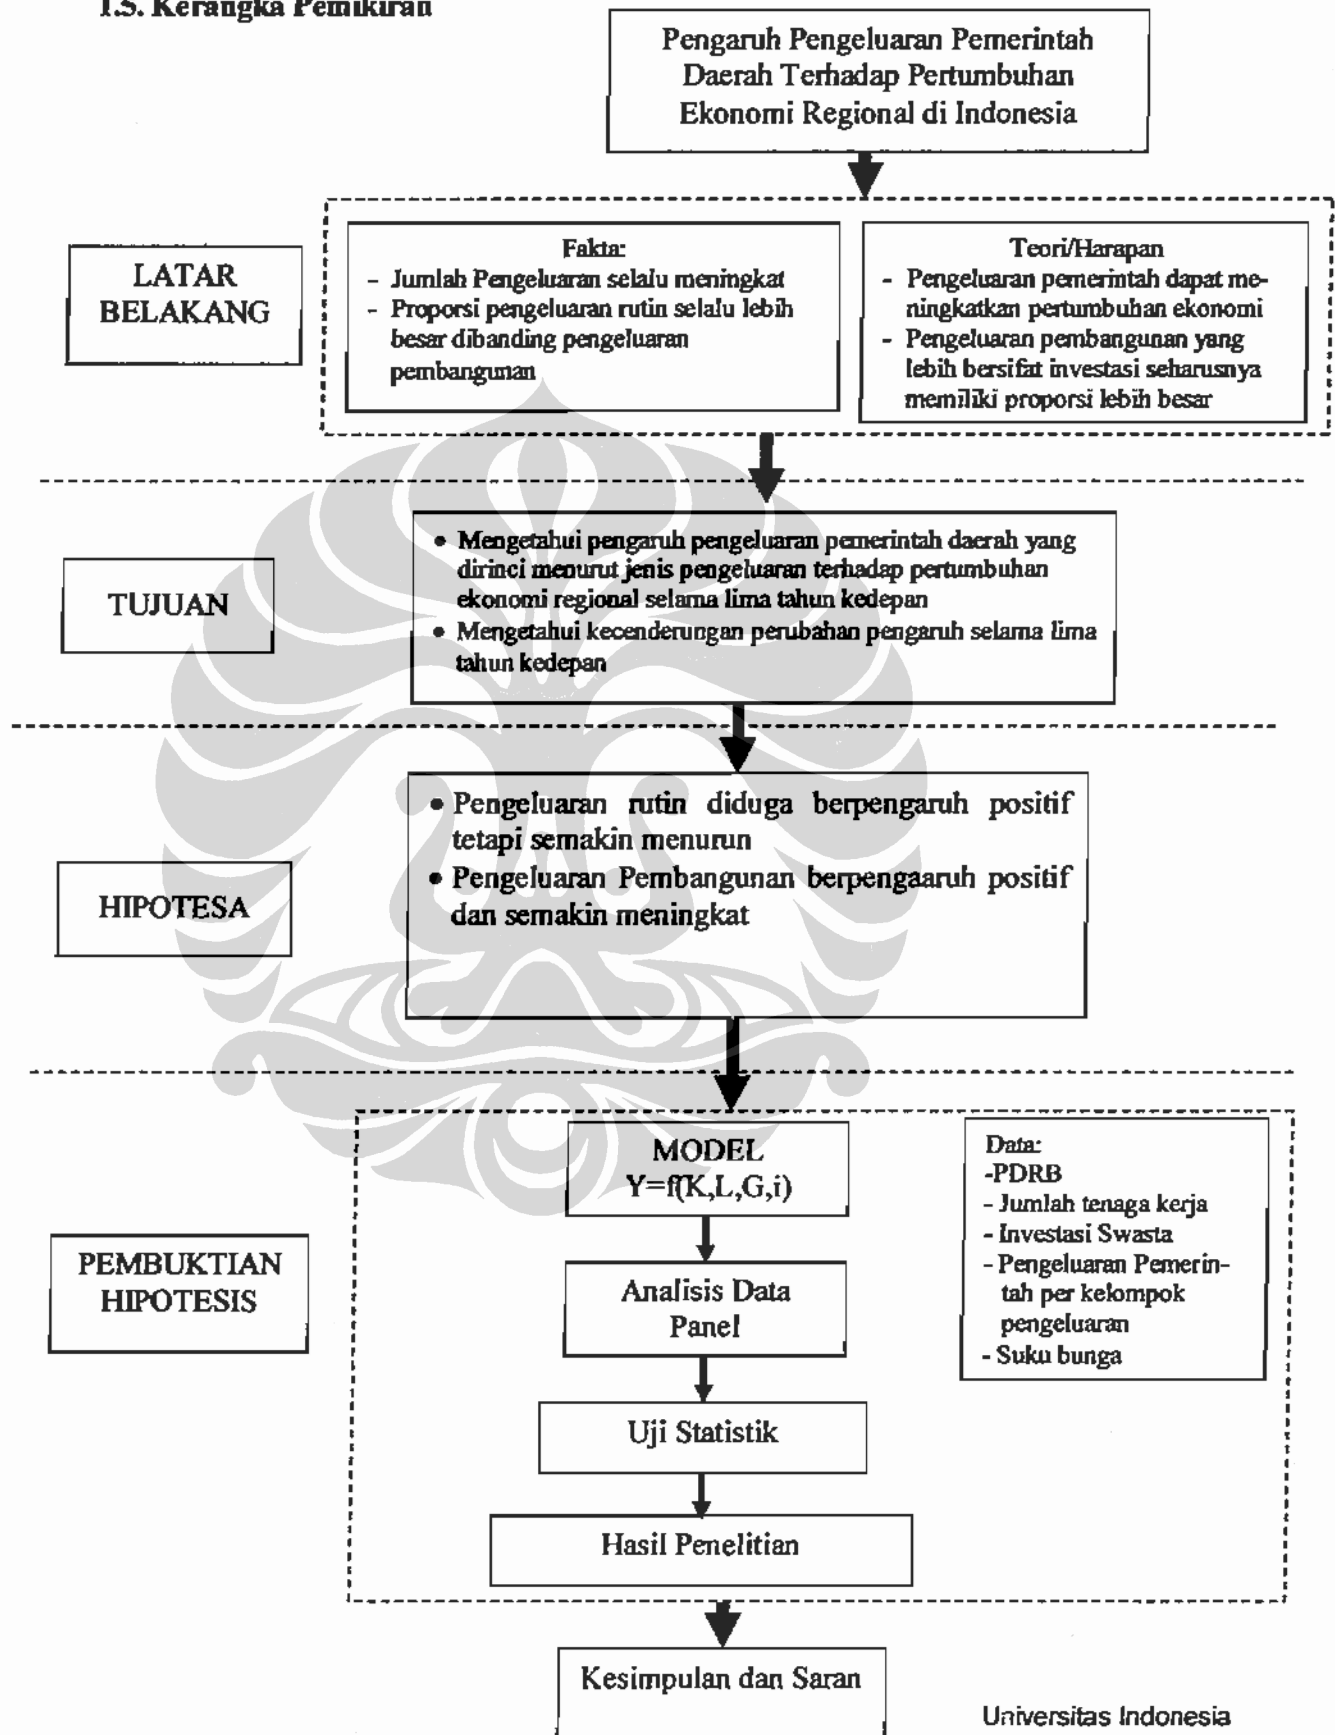 1.5. Kerangka Pemikiran
Pengaruh Pengeluaran Pemerintah
Daerah Terhadap Pertumbuhan
Ekonomi Regional di Indonesia
LATAR
BELAKANG
Fakta:
- Jumlah Pengeluaran selalu meningkat
- Proporsi pengeluaran rutin selalu lebih
besar dibanding pengeluaran
pembangunan
Teori/Harapan
- Pengeluaran pemerintah dapat me-
ningkatkan pertumbuhan ekonomi
- Pengeluaran pembangunan yang
lebih bersifat investasi seharusnya
memiliki proporsi lebih besar
TUJUAN
• Mengetahui pengaruh pengeluaran pemerintah daerah yang
dirinci menurut jenis pengeluaran terhadap pertumbuhan
ekonomi regional selama lima tahun kedepan
• Mengetahui kecenderungan perubahan pengaruh selama lima
tahun kedepan
HIPOTESA
• Pengeluaran rutin diduga berpengaruh positif
tetapi semakin menurun
• Pengeluaran Pembangunan berpengaaruh positif
dan semakin meningkat
PEMBUKTIAN
HIPOTESIS
MODEL
Y=f(K,L,G,i)
Analisis Data
Panel
Uji Statistik
Hasil Penelitian
Data:
-PDRB
- Jumlah tenaga kerja
- Investasi Swasta
- Pengeluaran Pemerin-
tah per kelompok
pengeluaran
- Suku bunga
Kesimpulan dan Saran
Universitas Indonesia